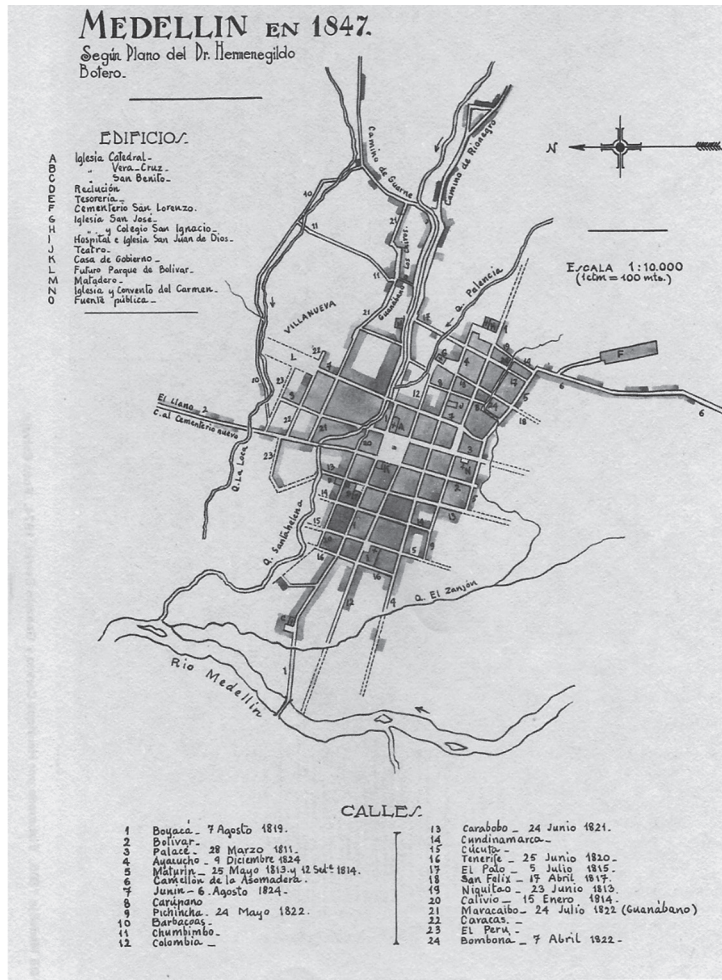 MEDELLIN EN 1847.
Según Plano del Dr. Hermenegildo
Botero.
EDIFICIOS.
A Iglesia Catedral.
B " Vera-Cruz.
C " San Benito.
D Reclución
E Tesorería.
F Cementerio San Lorenzo.
G Iglesia San José.
H " y Colegio San Ignacio.
I Hospital e Iglesia San Juan de Dios.
J Teatro.
K Casa de Gobierno
L Futuro Parque de Bolívar.
M Matadero.
N Iglesia y Convento del Carmen.
O Fuente pública.
N
ESCALA 1:10.000
(1ctm = 100 mts.)
Camino de Guarne
Camino de Rionegro
Q. Palencia
VILLANUEVA
El Llano 2
C. al Cementerio nuevo
Q. La Loca
Q. Santahelena
Q. El Zanjón
Rio Medellin
CALLES
1 Boyacá - 7 Agosto 1819.
2 Bolívar.
3 Palacé - 28 Marzo 1811.
4 Ayacucho - 9 Diciembre 1824
5 Maturín - 25 Mayo 1813. y 12 Set. 1814.
6 Camellón de la Asomadera.
7 Junín - 6. Agosto 1824.
8 Carúpano
9 Pichincha. 24 Mayo 1822.
10 Barbacoas.
11 Chumbimbo.
12 Colombia
13 Carabobo - 24 Junio 1821.
14 Cundinamarca
15 Cúcuta
16 Tenerife - 25 Junio 1820.
17 El Palo - 5 Julio 1815.
18 San Felix - 17 Abril 1817.
19 Niquitao - 23 Junio 1813.
20 Calivío - 15 Enero 1814.
21 Maracaibo - 24 Julio 1822 (Guanábano)
22 Caracas.
23 El Perú.
24 Bomboná - 7 Abril 1822.